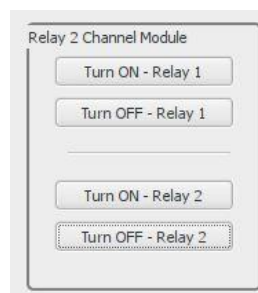 Relay 2 Channel Module
Turn ON - Relay 1
Turn OFF - Relay 1
Turn ON - Relay 2
Turn OFF - Relay 2